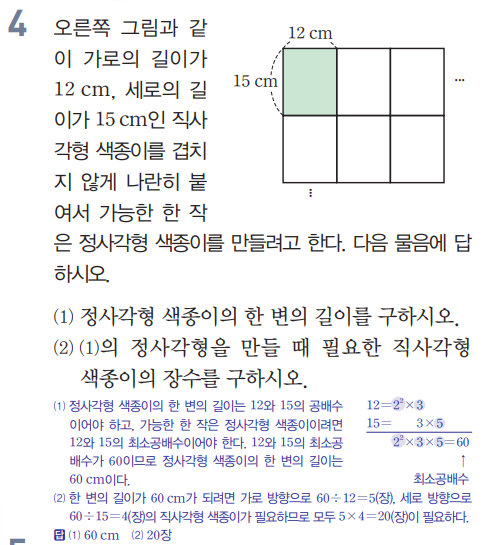 4
오른쪽 그림과 같
이 가로의 길이가
12 cm, 세로의 길
이가 15 cm인 직사
각형 색종이를 겹치
지 않게 나란히 붙
여서 가능한 한 작
은 정사각형 색종이를 만들려고 한다. 다음 물음에 답
하시오.
12 cm
15 cm
…
⋮
(1) 정사각형 색종이의 한 변의 길이를 구하시오.
(2) (1)의 정사각형을 만들 때 필요한 직사각형
색종이의 장수를 구하시오.
(1) 정사각형 색종이의 한 변의 길이는 12와 15의 공배수
이어야 하고, 가능한 한 작은 정사각형 색종이이려면
12와 15의 최소공배수이어야 한다. 12와 15의 최소공
배수가 60이므로 정사각형 색종이의 한 변의 길이는
60 cm이다.
12=2²×3
15= 3×5
2²×3×5=60
↑
최소공배수
(2) 한 변의 길이가 60 cm가 되려면 가로 방향으로 60÷12=5(장), 세로 방향으로
60÷15=4(장)의 직사각형 색종이가 필요하므로 모두 5×4=20(장)이 필요하다.
답 (1) 60 cm (2) 20장